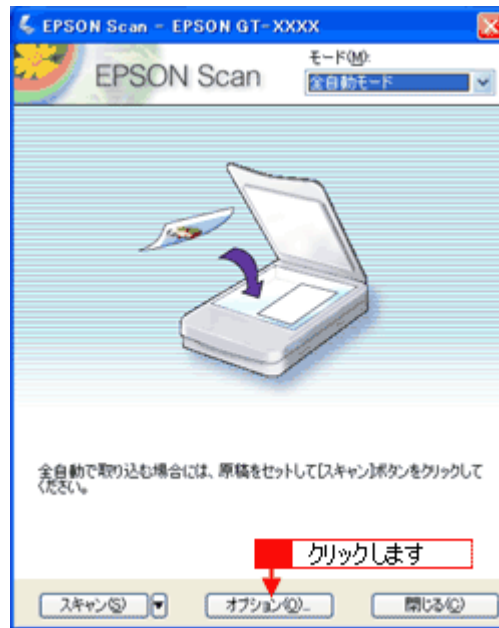 EPSON Scan - EPSON GT-XXXX
モード(M):
EPSON Scan
全自動モード
全自動で取り込む場合には、原稿をセットして[スキャン]ボタンをクリックして
ください。
クリックします
スキャン(S)
オプション(O)...
閉じる(C)